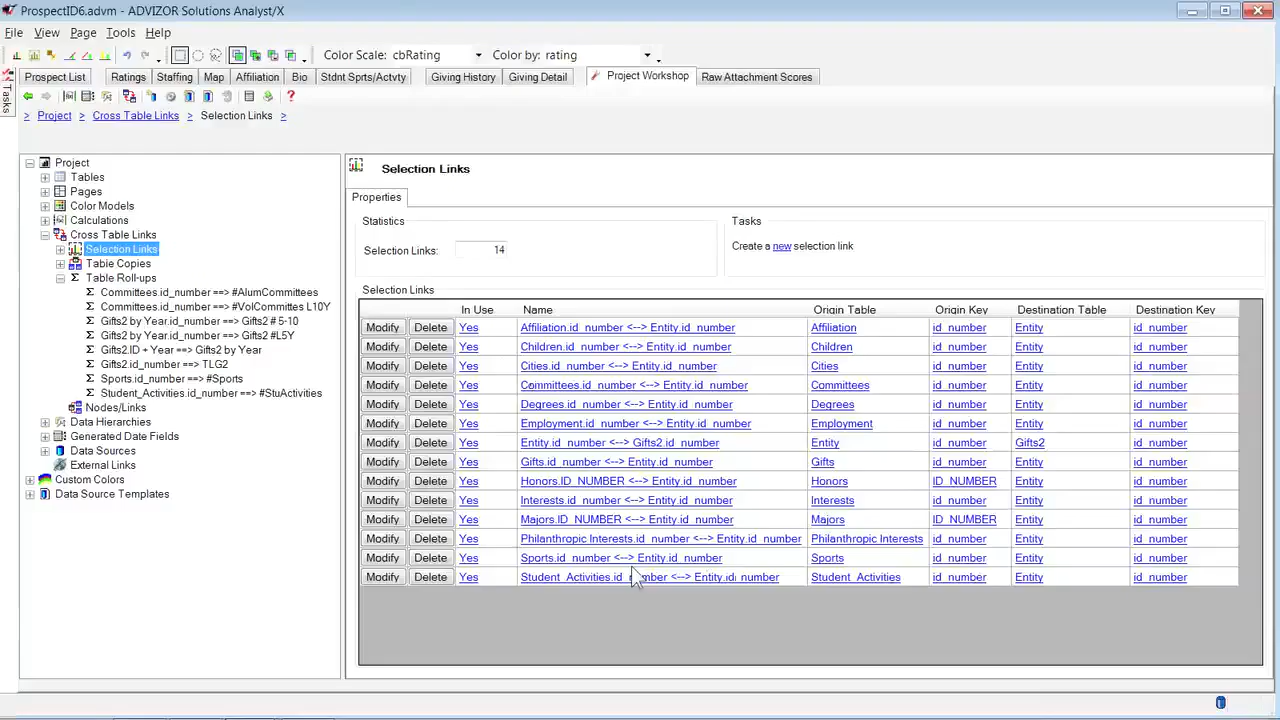 ProspectID6.advm - ADVIZOR Solutions Analyst/X
File View Page Tools Help
Color Scale: cbRating Color by: rating
Prospect List Ratings Staffing Map Affiliation Bio Stdnt Sprts/Actvty Giving History Giving Detail Project Workshop Raw Attachment Scores
Tasks
> Project > Cross Table Links > Selection Links >
Project
Tables
Pages
Color Models
Calculations
Cross Table Links
Selection Links
Table Copies
Table Roll-ups
Committees.id_number ==> #AlumCommittees
Committees.id_number ==> #VolCommittes L10Y
Gifts2 by Year.id_number ==> Gifts2 # 5-10
Gifts2 by Year.id_number ==> Gifts2 #L5Y
Gifts2.ID + Year ==> Gifts2 by Year
Gifts2.id_number ==> TLG2
Sports.id_number ==> #Sports
Student_Activities.id_number ==> #StuActivities
Nodes/Links
Data Hierarchies
Generated Data Fields
Data Sources
External Links
Custom Colors
Data Source Templates
Selection Links
Properties
Statistics
Selection Links: 14
Tasks
Create a new selection link
Selection Links
In Use Name Origin Table Origin Key Destination Table Destination Key
Modify Delete Yes Affiliation.id_number <--> Entity.id_number Affiliation id_number Entity id_number
Modify Delete Yes Children.id_number <--> Entity.id_number Children id_number Entity id_number
Modify Delete Yes Cities.id_number <--> Entity.id_number Cities id_number Entity id_number
Modify Delete Yes Committees.id_number <--> Entity.id_number Committees id_number Entity id_number
Modify Delete Yes Degrees.id_number <--> Entity.id_number Degrees id_number Entity id_number
Modify Delete Yes Employment.id_number <--> Entity.id_number Employment id_number Entity id_number
Modify Delete Yes Entity.id_number <--> Gifts2.id_number Entity id_number Gifts2 id_number
Modify Delete Yes Gifts.id_number <--> Entity.id_number Gifts id_number Entity id_number
Modify Delete Yes Honors.ID_NUMBER <--> Entity.id_number Honors ID_NUMBER Entity id_number
Modify Delete Yes Interests.id_number <--> Entity.id_number Interests id_number Entity id_number
Modify Delete Yes Majors.ID_NUMBER <--> Entity.id_number Majors ID_NUMBER Entity id_number
Modify Delete Yes Philanthropic Interests.id_number <--> Entity.id_number Philanthropic Interests id_number Entity id_number
Modify Delete Yes Sports.id_number <--> Entity.id_number Sports id_number Entity id_number
Modify Delete Yes Student_Activities.id_number <--> Entity.id_number Student_Activities id_number Entity id_number